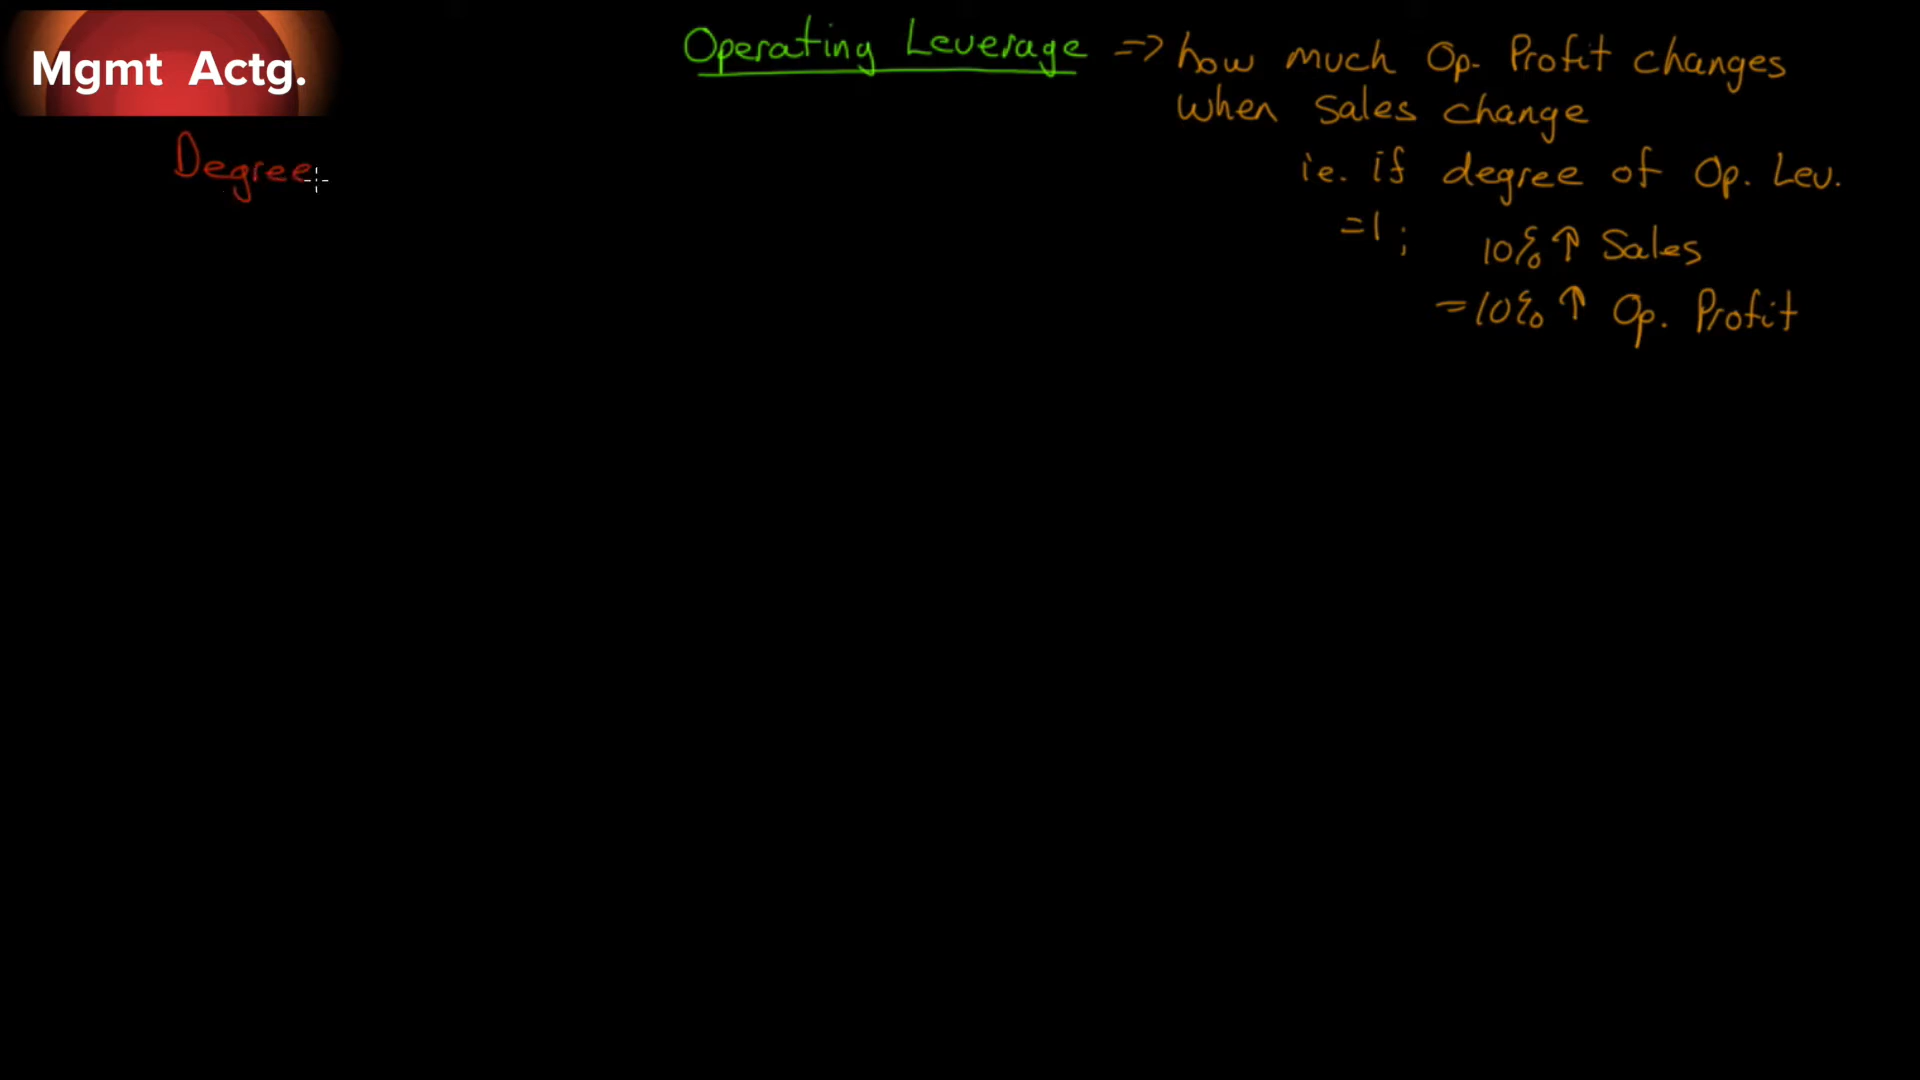 Mgmt Actg.
Operating Leverage => how much Op. Profit changes
when sales change
ie. if degree of Op. Lev.
=1; 10% ↑ Sales
=10% ↑ Op. Profit
Degree